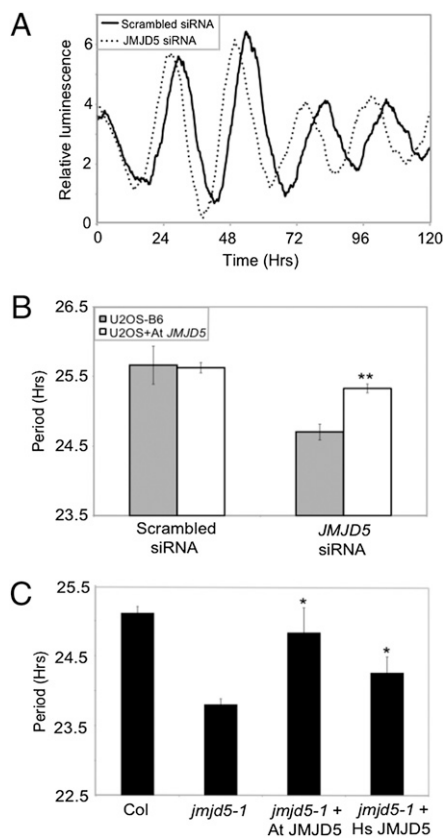 A
Scrambled siRNA
JMJD5 siRNA
Relative luminescence
6
4
2
0
0 24 48 72 96 120
Time (Hrs)
B
U2OS-B6
U2OS+At JMJD5
Period (Hrs)
26.5
25.5
24.5
23.5
**
Scrambled siRNA
JMJD5 siRNA
C
Period (Hrs)
25.5
24.5
23.5
22.5
*
*
Col
jmjd5-1
jmjd5-1 + At JMJD5
jmjd5-1 + Hs JMJD5